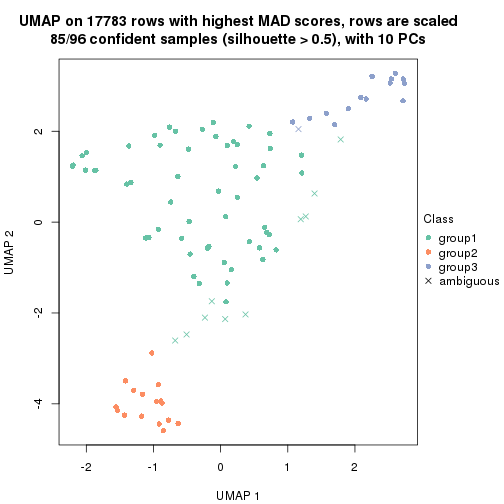 UMAP on 17783 rows with highest MAD scores, rows are scaled
85/96 confident samples (silhouette > 0.5), with 10 PCs
2
0
-2
-4
UMAP 2
-2
-1
0
1
2
UMAP 1
Class
group1
group2
group3
ambiguous